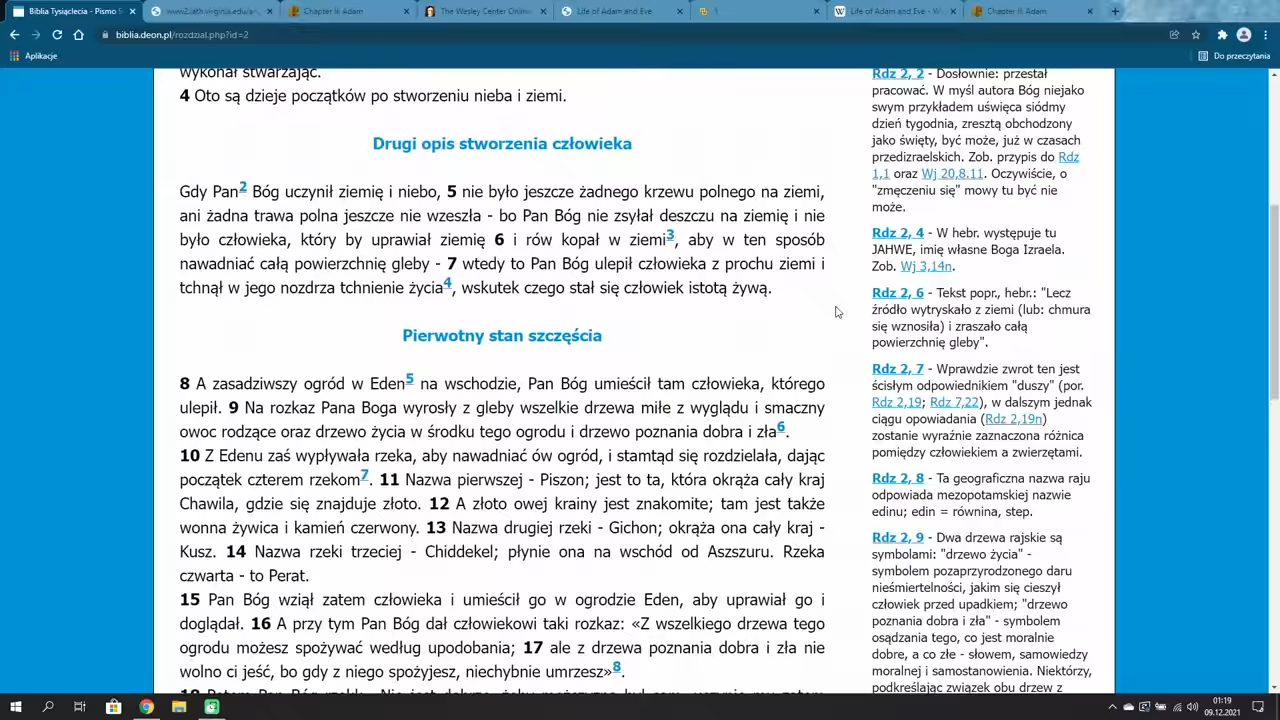 Biblia Tysiąclecia - Pismo Ś
www2.iath.virginia.edu/an
Chapter II: Adam
The Wesley Center Online
Life of Adam and Eve
Life of Adam and Eve - W
Chapter II: Adam
biblia.deon.pl/rozdzial.php?id=2
Aplikacje
Do przeczytania
wykonał stwarzając.
4 Oto są dzieje początków po stworzeniu nieba i ziemi.
Drugi opis stworzenia człowieka
Gdy Pan2 Bóg uczynił ziemię i niebo, 5 nie było jeszcze żadnego krzewu polnego na ziemi,
ani żadna trawa polna jeszcze nie wzeszła - bo Pan Bóg nie zsyłał deszczu na ziemię i nie
było człowieka, który by uprawiał ziemię 6 i rów kopał w ziemi3, aby w ten sposób
nawadniać całą powierzchnię gleby - 7 wtedy to Pan Bóg ulepił człowieka z prochu ziemi i
tchnął w jego nozdrza tchnienie życia4, wskutek czego stał się człowiek istotą żywą.
Pierwotny stan szczęścia
8 A zasadziwszy ogród w Eden5 na wschodzie, Pan Bóg umieścił tam człowieka, którego
ulepił. 9 Na rozkaz Pana Boga wyrosły z gleby wszelkie drzewa miłe z wyglądu i smaczny
owoc rodzące oraz drzewo życia w środku tego ogrodu i drzewo poznania dobra i zła6.
10 Z Edenu zaś wypływała rzeka, aby nawadniać ów ogród, i stamtąd się rozdzielała, dając
początek czterem rzekom7. 11 Nazwa pierwszej - Piszon; jest to ta, która okrąża cały kraj
Chawila, gdzie się znajduje złoto. 12 A złoto owej krainy jest znakomite; tam jest także
wonna żywica i kamień czerwony. 13 Nazwa drugiej rzeki - Gichon; okrąża ona cały kraj -
Kusz. 14 Nazwa rzeki trzeciej - Chiddekel; płynie ona na wschód od Aszszuru. Rzeka
czwarta - to Perat.
15 Pan Bóg wziął zatem człowieka i umieścił go w ogrodzie Eden, aby uprawiał go i
doglądał. 16 A przy tym Pan Bóg dał człowiekowi taki rozkaz: «Z wszelkiego drzewa tego
ogrodu możesz spożywać według upodobania; 17 ale z drzewa poznania dobra i zła nie
wolno ci jeść, bo gdy z niego spożyjesz, niechybnie umrzesz»8.
18 Potem Pan Bóg rzekł: «Nie jest dobrze, żeby mężczyzna był sam, uczynię mu zatem
Rdz 2, 2 - Dosłownie: przestał
pracować. W myśl autora Bóg niejako
swym przykładem uświęca siódmy
dzień tygodnia, zresztą obchodzony
jako święty, być może, już w czasach
przedizraelskich. Zob. przypis do Rdz
1,1 oraz Wj 20,8.11. Oczywiście, o
"zmęczeniu się" mowy tu być nie
może.
Rdz 2, 4 - W hebr. występuje tu
JAHWE, imię własne Boga Izraela.
Zob. Wj 3,14n.
Rdz 2, 6 - Tekst popr., hebr.: "Lecz
źródło wytryskało z ziemi (lub: chmura
się wznosiła) i zraszało całą
powierzchnię gleby".
Rdz 2, 7 - Wprawdzie zwrot ten jest
ścisłym odpowiednikiem "duszy" (por.
Rdz 2,19; Rdz 7,22), w dalszym jednak
ciągu opowiadania (Rdz 2,19n)
zostanie wyraźnie zaznaczona różnica
pomiędzy człowiekiem a zwierzętami.
Rdz 2, 8 - Ta geograficzna nazwa raju
odpowiada mezopotamskiej nazwie
edinu; edin = równina, step.
Rdz 2, 9 - Dwa drzewa rajskie są
symbolami: "drzewo życia" -
symbolem pozaprzyrodzonego daru
nieśmiertelności, jakim się cieszył
człowiek przed upadkiem; "drzewo
poznania dobra i zła" - symbolem
osądzania tego, co jest moralnie
dobre, a co złe - słowem, samowiedzy
moralnej i samostanowienia. Niektórzy,
podkreślając związek obu drzew z
01:19
09.12.2021